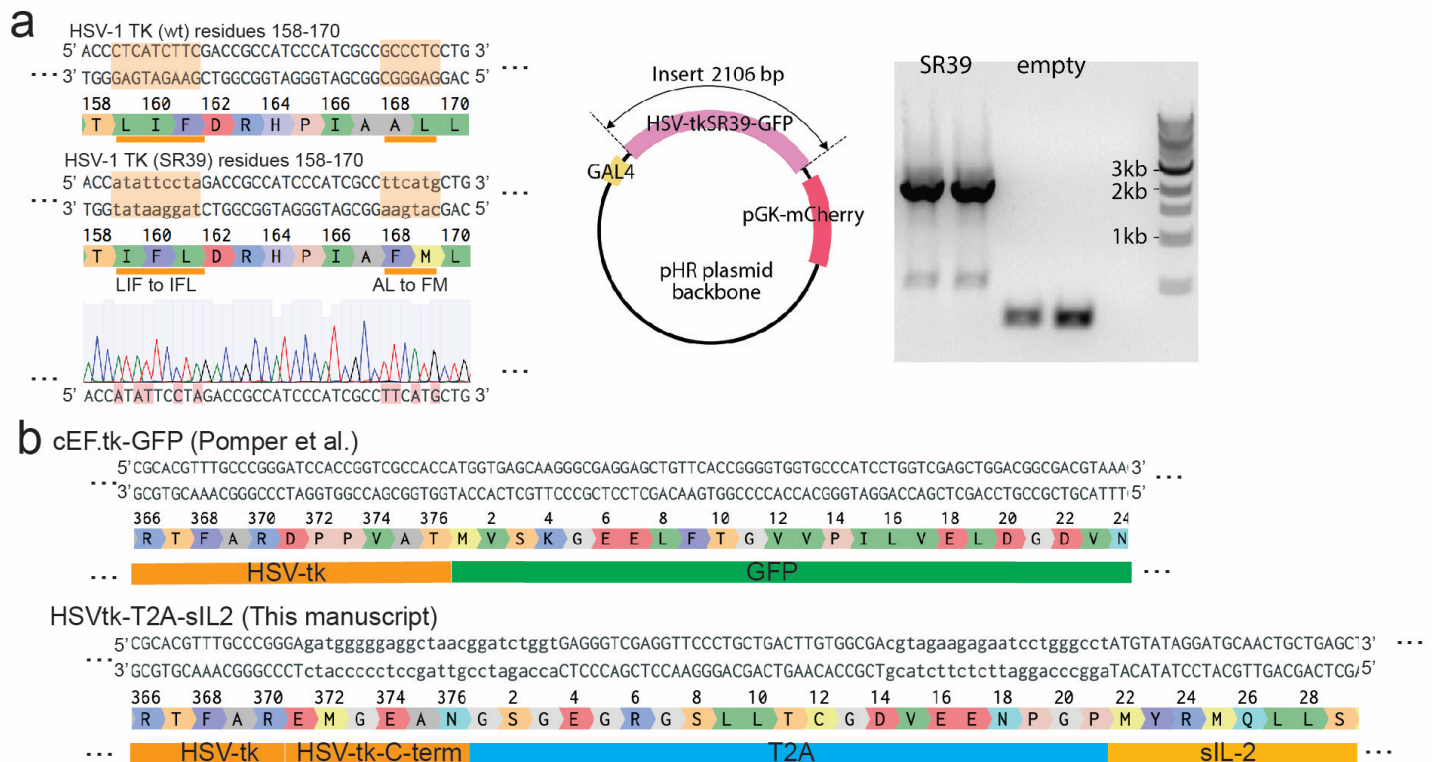 a
HSV-1 TK (wt) residues 158-170
5' ACCCTCATCTTCGACCGCCATCCCATCGCCGCCCTCCTG 3'
... 3' TGGGAGTAGAAGCTGGCGGTAGGGTAGCGGCGGGAGGAC 5' ...
158 160 162 164 166 168 170
T L I F D R H P I A A L L
HSV-1 TK (SR39) residues 158-170
5' ACCatattcctaGACCGCCATCCCATCGCCttcatgCTG 3'
... 3' TGGtataaggatCTGGCGGTAGGGTAGCGGaagtacGAC 5' ...
158 160 162 164 166 168 170
T I F L D R H P I A F M L
LIF to IFL AL to FM
... ...
5' ACCATATTCCTAGACCGCCATCCCATCGCCTTCATGCTG 3'
Insert 2106 bp
HSV-tkSR39-GFP
GAL4
pGK-mCherry
pHR plasmid
backbone
SR39 empty
3kb
2kb
1kb
b
cEF.tk-GFP (Pomper et al.)
5' CGCACGTTTGCCCGGGATCCACCGGTCGCCACCATGGTGAGCAAGGGCGAGGAGCTGTTCACCGGGGTGGTGCCCATCCTGGTCGAGCTGGACGGCGACGTAAA 3' ...
... 3' GCGTGCAAACGGGCCCTAGGTGGCCAGCGGTGGTACCACTCGTTCCCGCTCCTCGACAAGTGGCCCCACCACGGGTAGGACCAGCTCGACCTGCCGCTGCATTT 5'
366 368 370 372 374 376 2 4 6 8 10 12 14 16 18 20 22 24
R T F A R D P P V A T M V S K G E E L F T G V V P I L V E L D G D V N
... HSV-tk GFP ...
HSVtk-T2A-sIL2 (This manuscript)
5' CGCACGTTTGCCCGGGAgatgggggaggctaacggatctggtGAGGGTCGAGGTTCCCTGCTGACTTGTGGCGAcgtagaagagaatcctgggcctATGTATAGGATGCAACTGCTGAGCT 3' ...
... 3' GCGTGCAAACGGGCCCTctaccccctccgattgcctagaccaCTCCCAGCTCCAAGGGACGACTGAACACCGCTgcatcttctcttaggacccggaTACATATCCTACGTTGACGACTCGA 5'
366 368 370 372 374 376 2 4 6 8 10 12 14 16 18 20 22 24 26 28
R T F A R E M G E A N G S G E G R G S L L T C G D V E E N P G P M Y R M Q L L S
... HSV-tk HSV-tk-C-term T2A sIL-2 ...